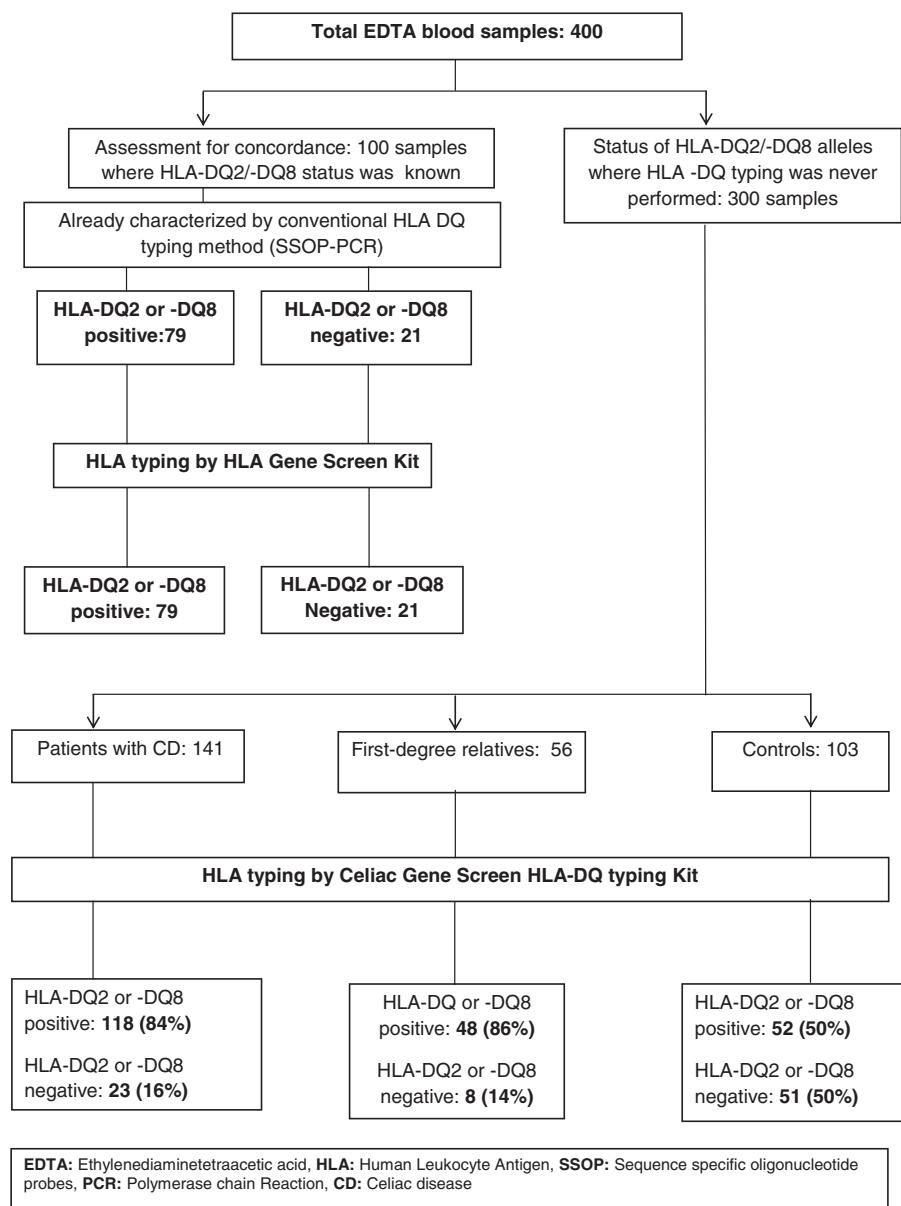 Total EDTA blood samples: 400
Assessment for concordance: 100 samples
where HLA-DQ2/-DQ8 status was known
Status of HLA-DQ2/-DQ8 alleles
where HLA -DQ typing was never
performed: 300 samples
Already characterized by conventional HLA DQ
typing method (SSOP-PCR)
HLA-DQ2 or -DQ8
positive:79
HLA-DQ2 or -DQ8
negative: 21
HLA typing by HLA Gene Screen Kit
HLA-DQ2 or -DQ8
positive: 79
HLA-DQ2 or -DQ8
Negative: 21
Patients with CD: 141
First-degree relatives: 56
Controls: 103
HLA typing by Celiac Gene Screen HLA-DQ typing Kit
HLA-DQ2 or -DQ8
positive: 118 (84%)
HLA-DQ2 or -DQ8
negative: 23 (16%)
HLA-DQ or -DQ8
positive: 48 (86%)
HLA-DQ2 or -DQ8
negative: 8 (14%)
HLA-DQ2 or -DQ8
positive: 52 (50%)
HLA-DQ2 or -DQ8
negative: 51 (50%)
EDTA: Ethylenediaminetetraacetic acid, HLA: Human Leukocyte Antigen, SSOP: Sequence specific oligonucleotide
probes, PCR: Polymerase chain Reaction, CD: Celiac disease